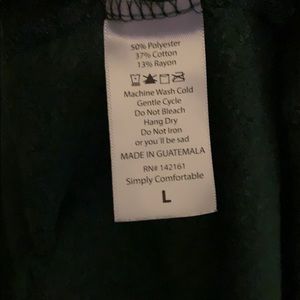 50% Polyester
37% Cotton
13% Rayon
Machine Wash Cold
Gentle Cycle
Do Not Bleach
Hang Dry
Do Not Iron
or you'll be sad
MADE IN GUATEMALA
RN# 142161
Simply Comfortable
L